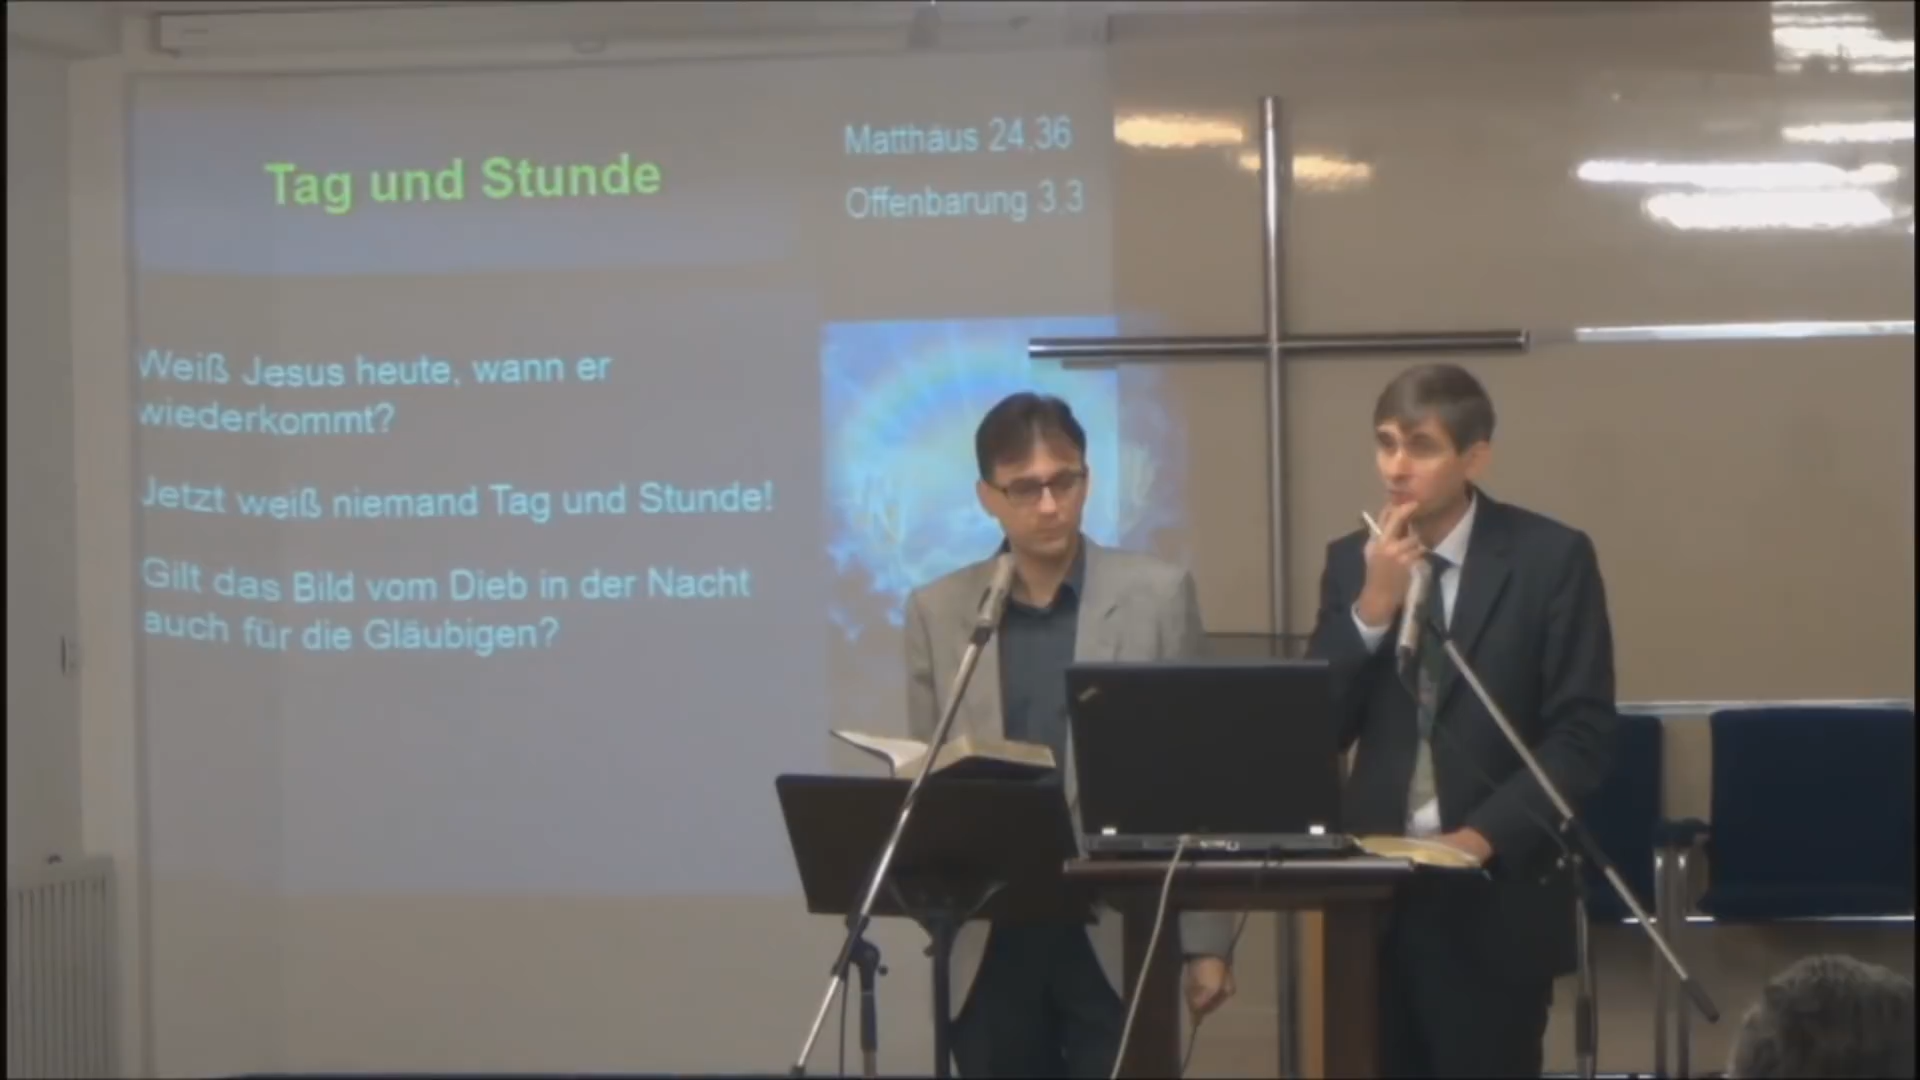 Tag und Stunde
Matthäus 24.36
Offenbarung 3.3
Weiß Jesus heute, wann er
wiederkommt?
Jetzt weiß niemand Tag und Stunde!
Gilt das Bild vom Dieb in der Nacht
auch für die Gläubigen?